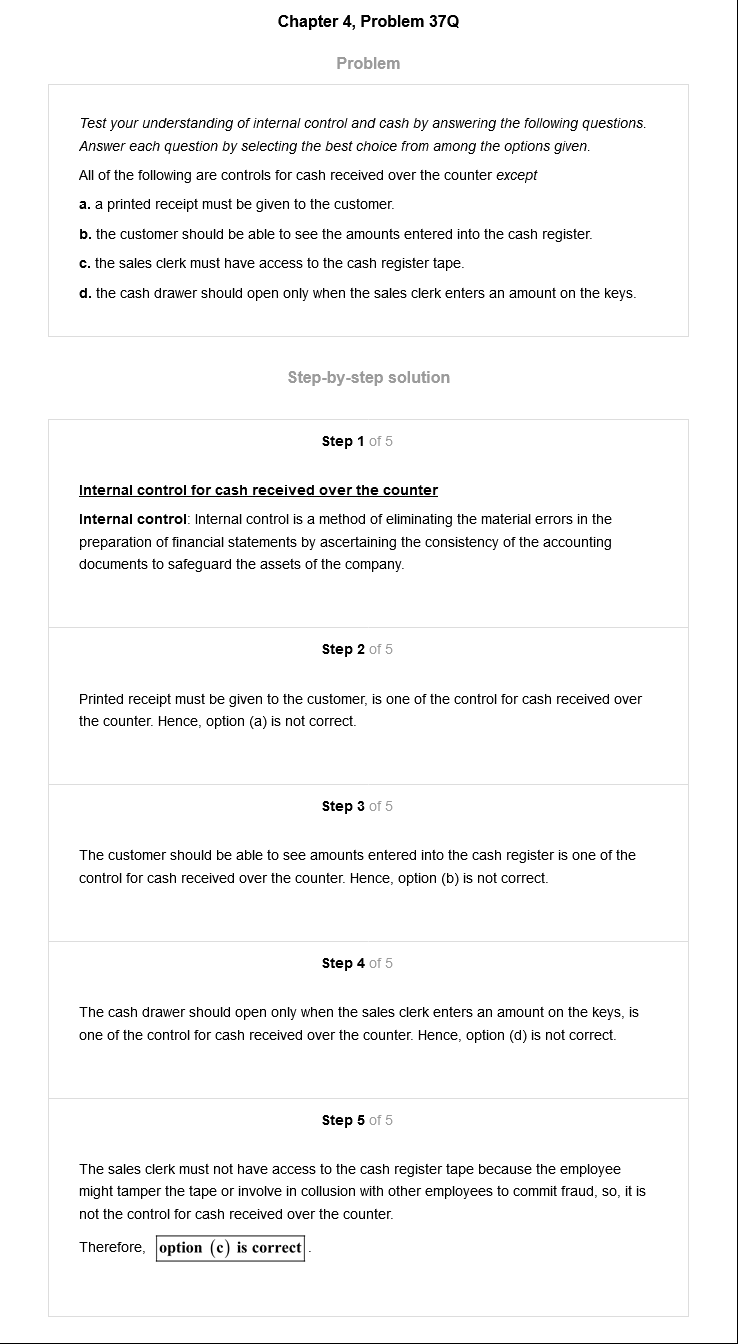 Chapter 4, Problem 37Q
Problem
Test your understanding of internal control and cash by answering the following questions.
Answer each question by selecting the best choice from among the options given.
All of the following are controls for cash received over the counter except
a. a printed receipt must be given to the customer.
b. the customer should be able to see the amounts entered into the cash register.
c. the sales clerk must have access to the cash register tape.
d. the cash drawer should open only when the sales clerk enters an amount on the keys.
Step-by-step solution
Step 1 of 5
Internal control for cash received over the counter
Internal control: Internal control is a method of eliminating the material errors in the
preparation of financial statements by ascertaining the consistency of the accounting
documents to safeguard the assets of the company.
Step 2 of 5
Printed receipt must be given to the customer, is one of the control for cash received over
the counter. Hence, option (a) is not correct.
Step 3 of 5
The customer should be able to see amounts entered into the cash register is one of the
control for cash received over the counter. Hence, option (b) is not correct.
Step 4 of 5
The cash drawer should open only when the sales clerk enters an amount on the keys, is
one of the control for cash received over the counter. Hence, option (d) is not correct.
Step 5 of 5
The sales clerk must not have access to the cash register tape because the employee
might tamper the tape or involve in collusion with other employees to commit fraud, so, it is
not the control for cash received over the counter.
Therefore, option (c) is correct.